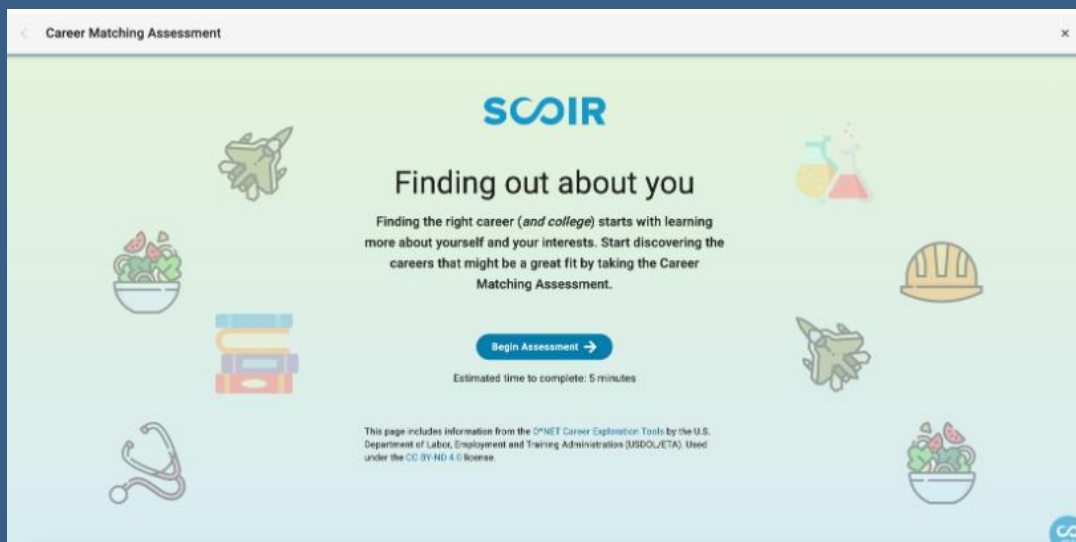 Career Matching Assessment
SCOIR
Finding out about you
Finding the right career (and college) starts with learning
more about yourself and your interests. Start discovering the
careers that might be a great fit by taking the Career
Matching Assessment.
Begin Assessment →
Estimated time to complete: 5 minutes
This page includes information from the O*NET Career Exploration Tools by the U.S.
Department of Labor, Employment and Training Administration (USDOL/ETA). Used
under the CC BY-ND 4.0 license.